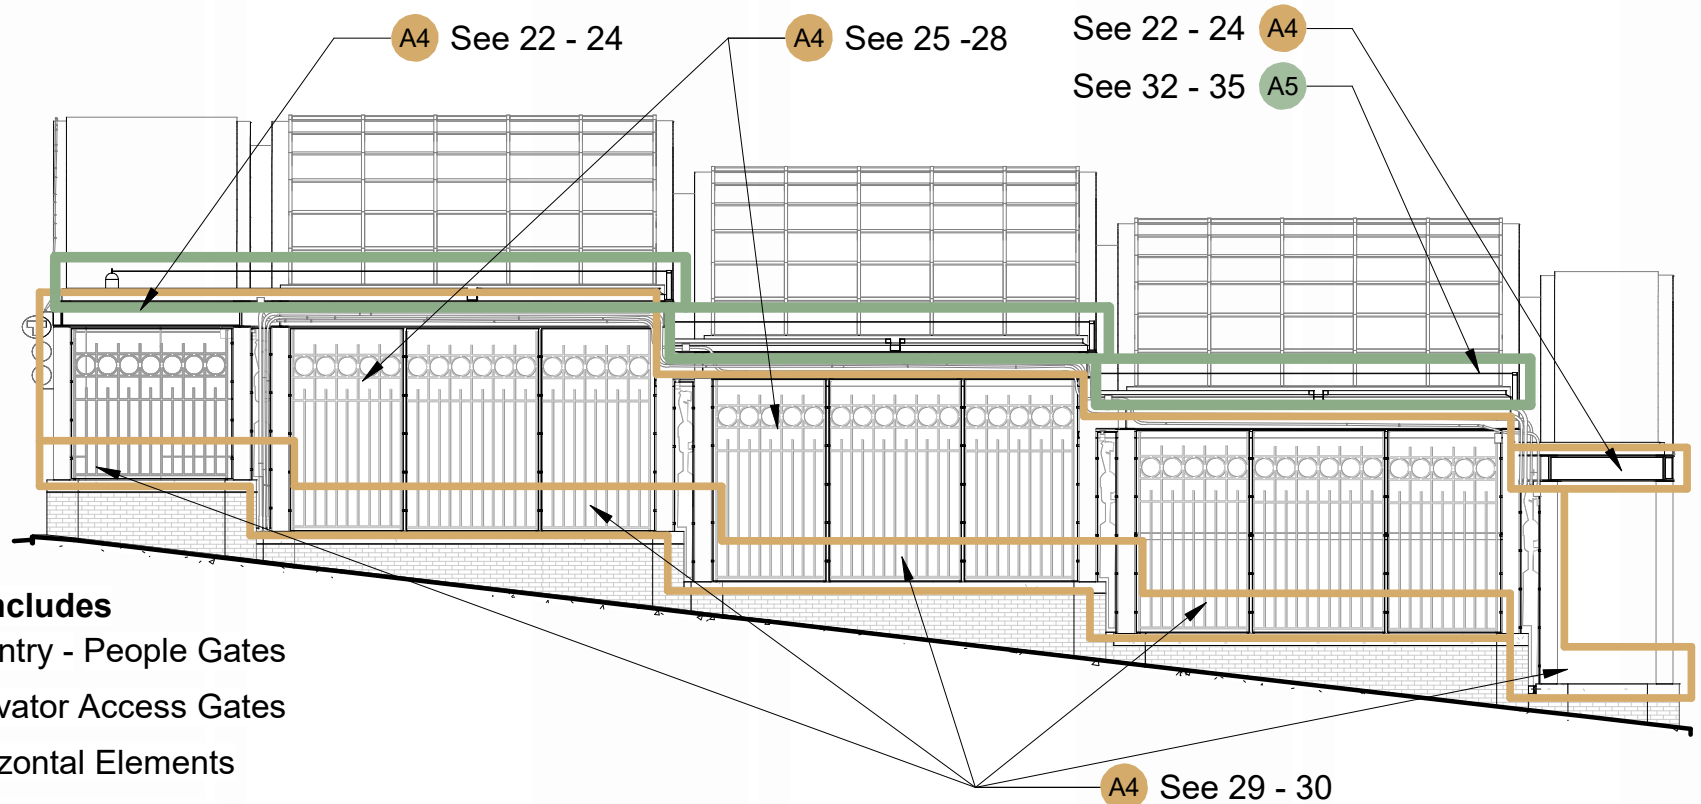 A4 See 22 - 24
A4 See 25 -28
See 22 - 24 A4
See 32 - 35 A5
T
ncludes
ntry - People Gates
vator Access Gates
zontal Elements
A4 See 29 - 30